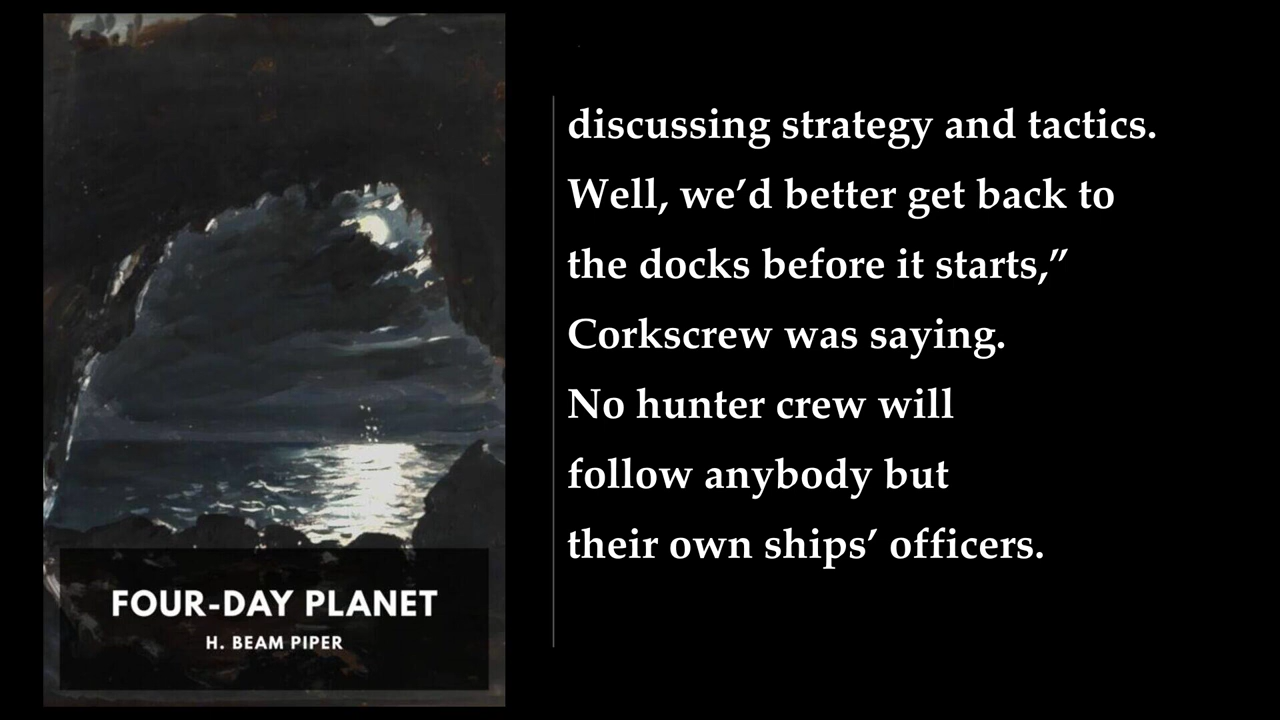 discussing strategy and tactics.
Well, we’d better get back to
the docks before it starts,”
Corkscrew was saying.
No hunter crew will
follow anybody but
their own ships’ officers.
FOUR-DAY PLANET
H. BEAM PIPER